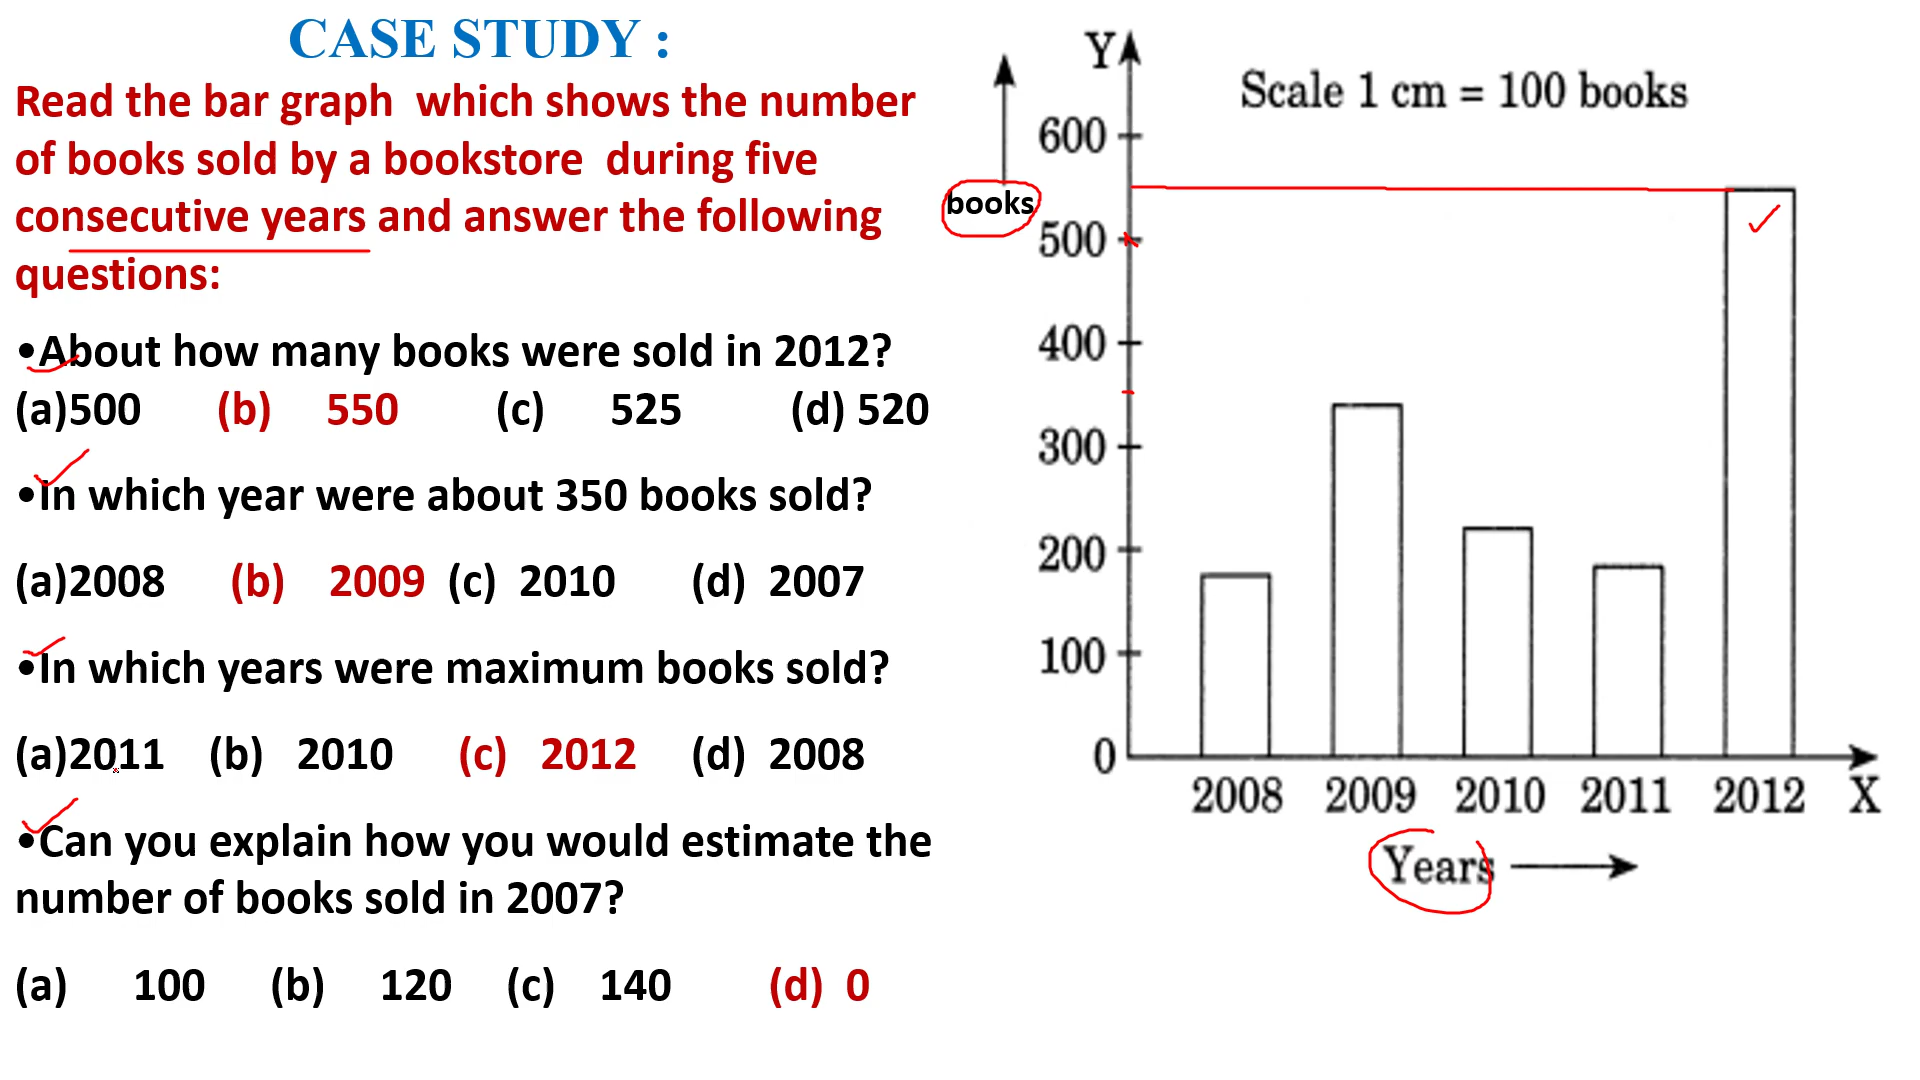 CASE STUDY :
Read the bar graph which shows the number
of books sold by a bookstore during five
consecutive years and answer the following
questions:
•About how many books were sold in 2012?
(a)500 (b) 550 (c) 525 (d) 520
•In which year were about 350 books sold?
(a)2008 (b) 2009 (c) 2010 (d) 2007
•In which years were maximum books sold?
(a)2011 (b) 2010 (c) 2012 (d) 2008
•Can you explain how you would estimate the
number of books sold in 2007?
(a) 100 (b) 120 (c) 140 (d) 0
Y
Scale 1 cm = 100 books
books
600
500
400
300
200
100
0
2008 2009 2010 2011 2012 X
Years